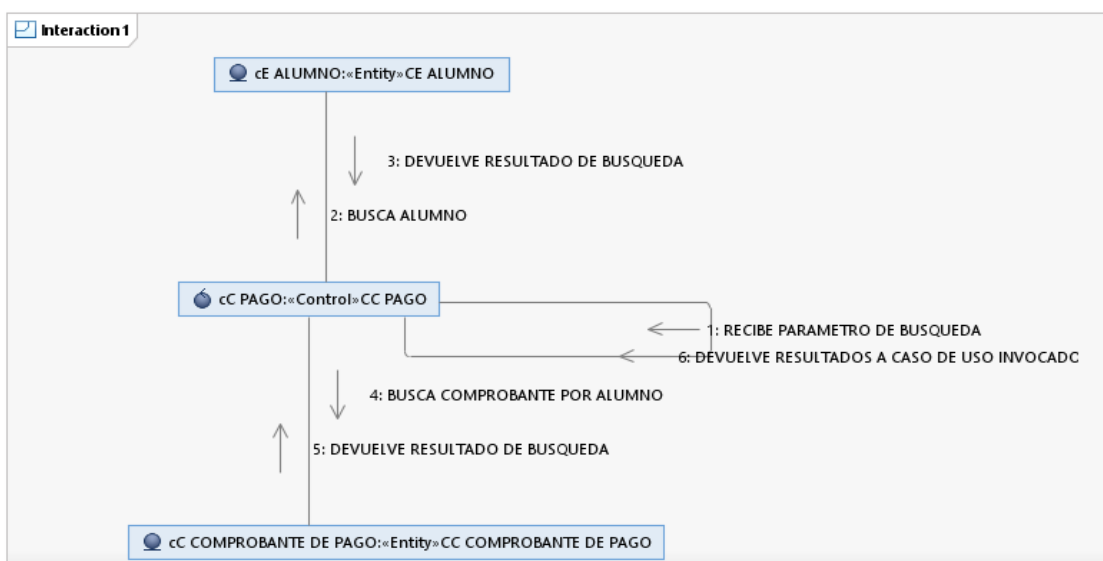 Interaction1
cE ALUMNO:«Entity»CE ALUMNO
3: DEVUELVE RESULTADO DE BUSQUEDA
2: BUSCA ALUMNO
cC PAGO:«Control»CC PAGO
1: RECIBE PARAMETRO DE BUSQUEDA
6: DEVUELVE RESULTADOS A CASO DE USO INVOCADO
4: BUSCA COMPROBANTE POR ALUMNO
5: DEVUELVE RESULTADO DE BUSQUEDA
cC COMPROBANTE DE PAGO:«Entity»CC COMPROBANTE DE PAGO